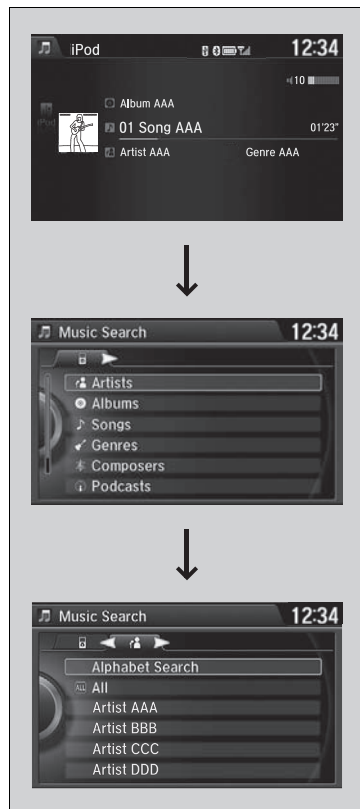 iPod 12:34
10
Album AAA
01 Song AAA 01'23"
Artist AAA Genre AAA
Music Search 12:34
Artists
Albums
Songs
Genres
Composers
Podcasts
Music Search 12:34
Alphabet Search
ALL All
Artist AAA
Artist BBB
Artist CCC
Artist DDD